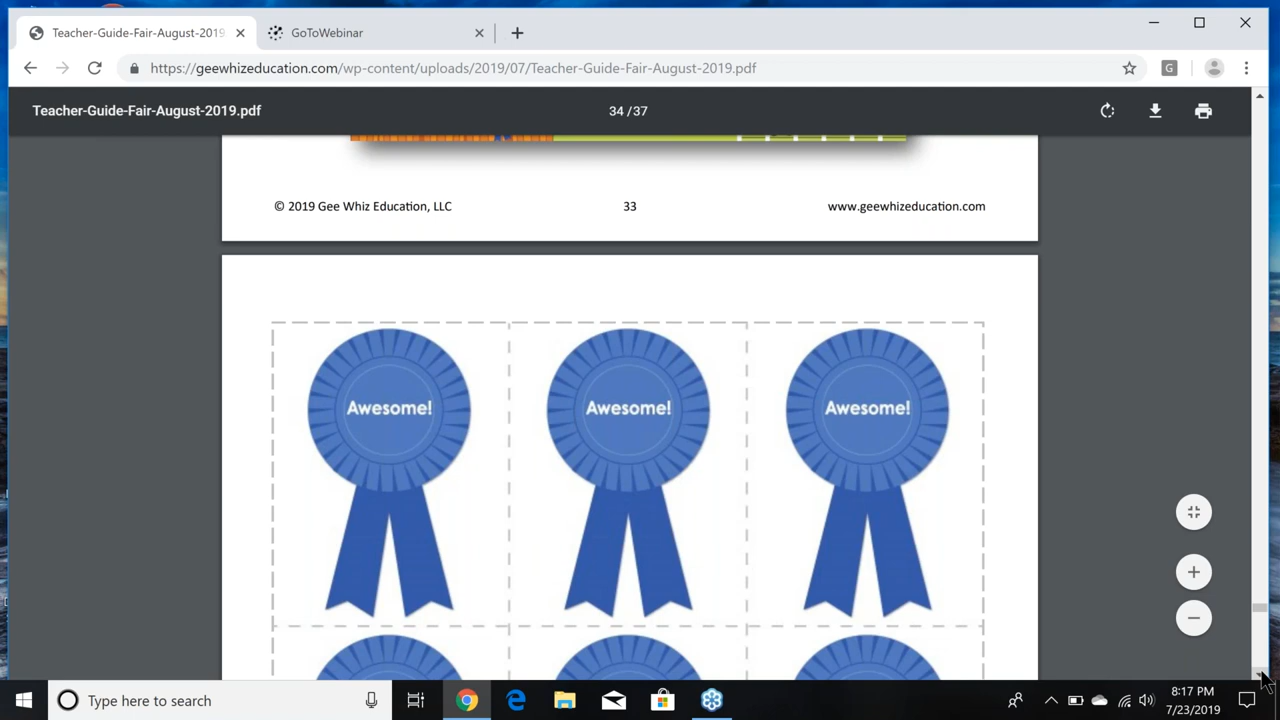 Teacher-Guide-Fair-August-2019
GoToWebinar
https://geewhizeducation.com/wp-content/uploads/2019/07/Teacher-Guide-Fair-August-2019.pdf
G
Teacher-Guide-Fair-August-2019.pdf
34 / 37
© 2019 Gee Whiz Education, LLC
33
www.geewhizeducation.com
Awesome!
Awesome!
Awesome!
Type here to search
8:17 PM
7/23/2019